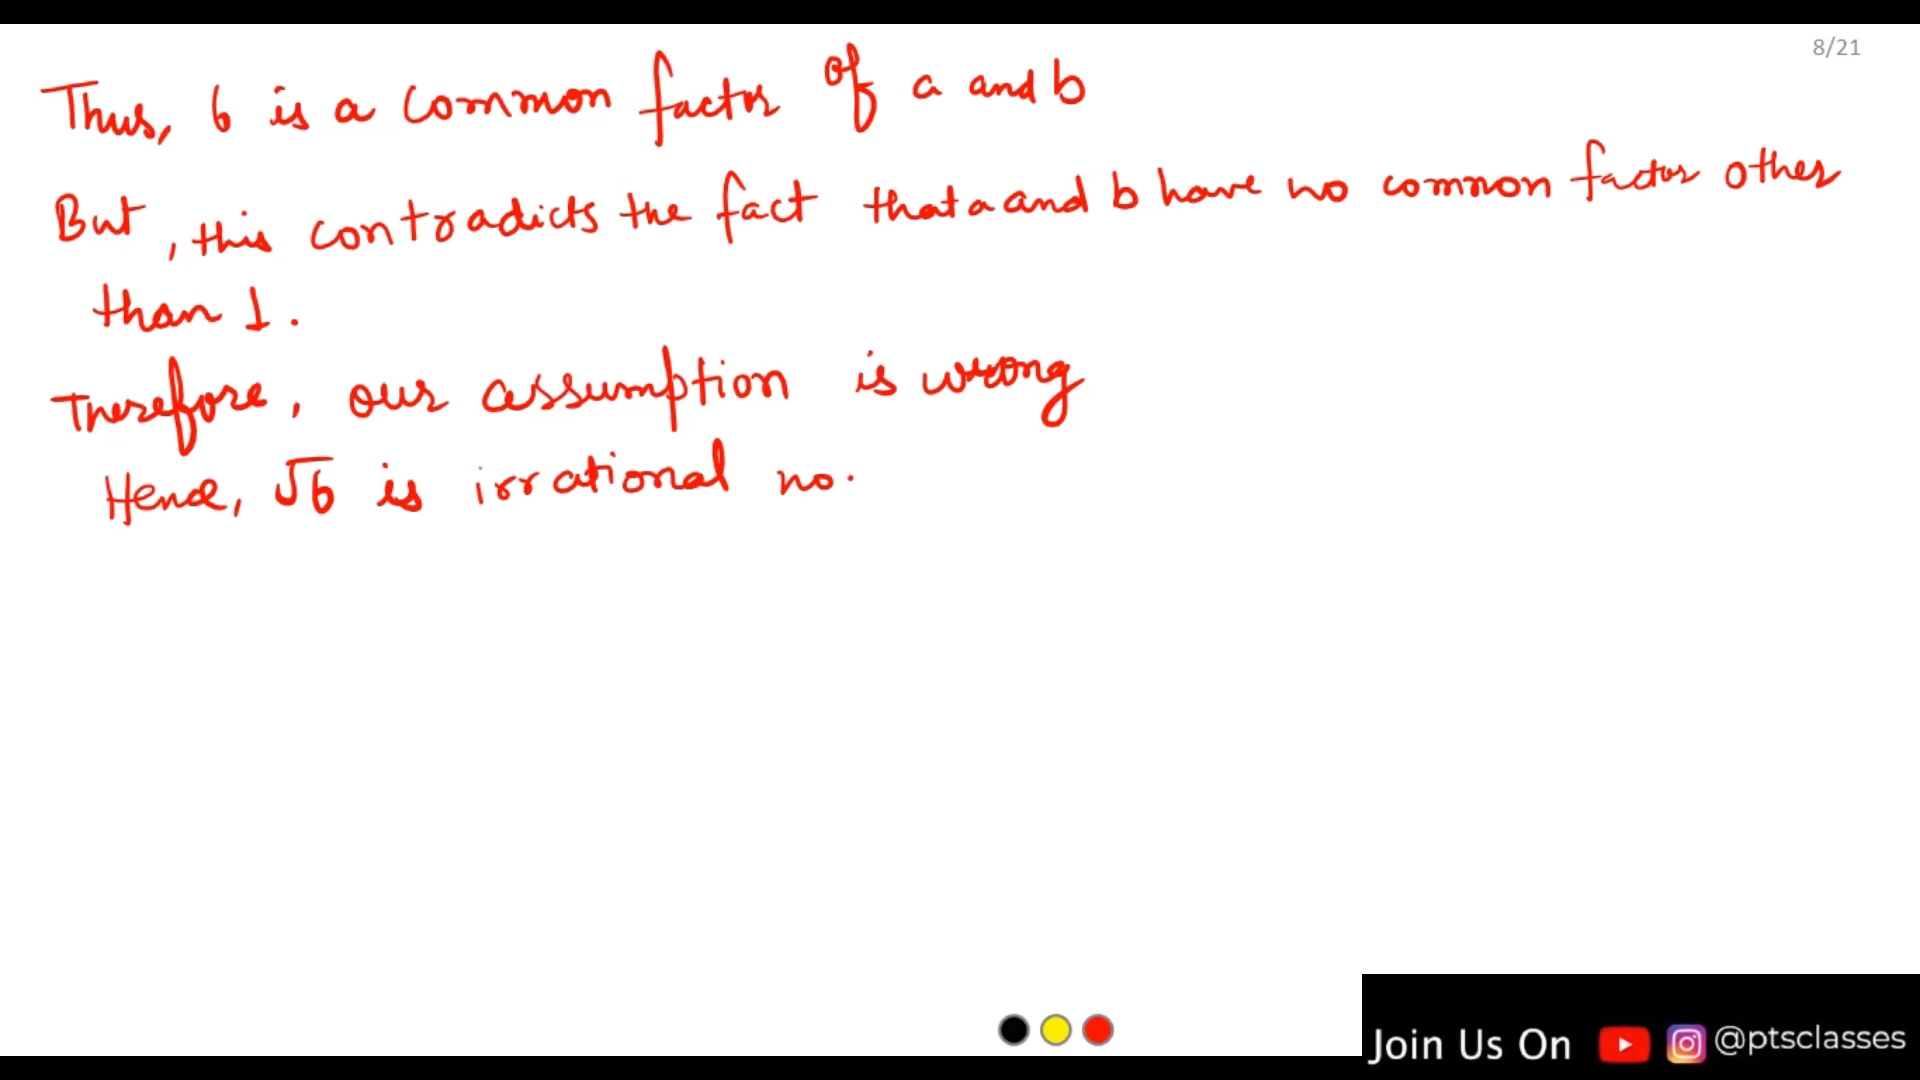 8/21
Thus, 6 is a common factor of a and b
But, this contradicts the fact that a and b have no common factor other
than 1.
Therefore, our assumption is wrong
Hence, √6 is irrational no.
Join Us On @ptsclasses